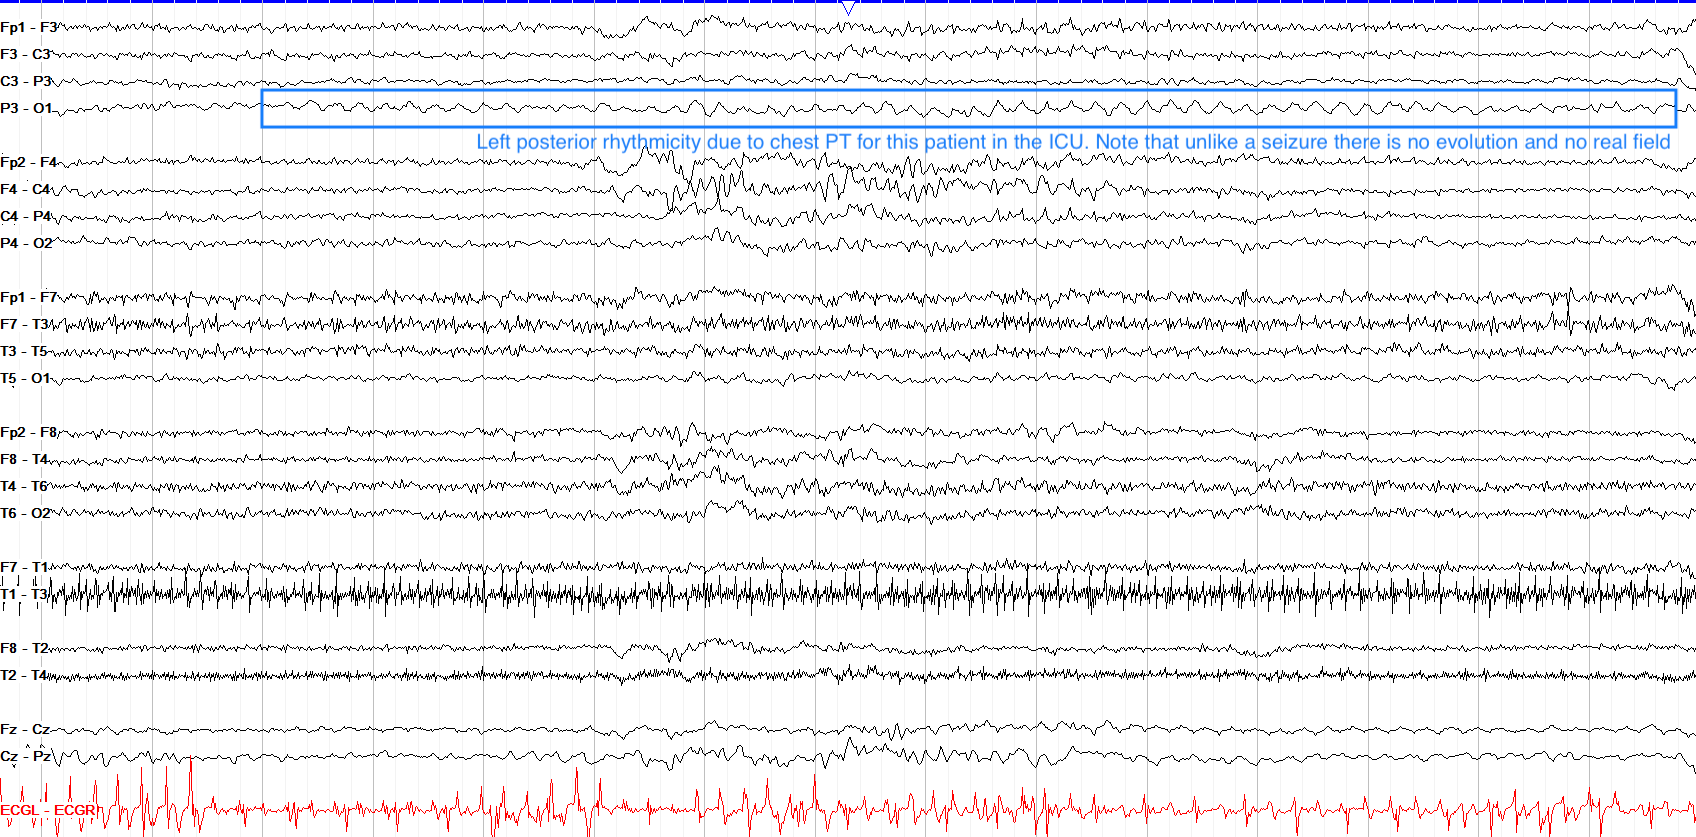 Fp1 - F3
F3 - C3
C3 - P3
P3 - O1
Left posterior rhythmicity due to chest PT for this patient in the ICU. Note that unlike a seizure there is no evolution and no real field
Fp2 - F4
F4 - C4
C4 - P4
P4 - O2
Fp1 - F7
F7 - T3
T3 - T5
T5 - O1
Fp2 - F8
F8 - T4
T4 - T6
T6 - O2
F7 - T1
T1 - T3
F8 - T2
T2 - T4
Fz - Cz
Cz - Pz
ECGL - ECGR